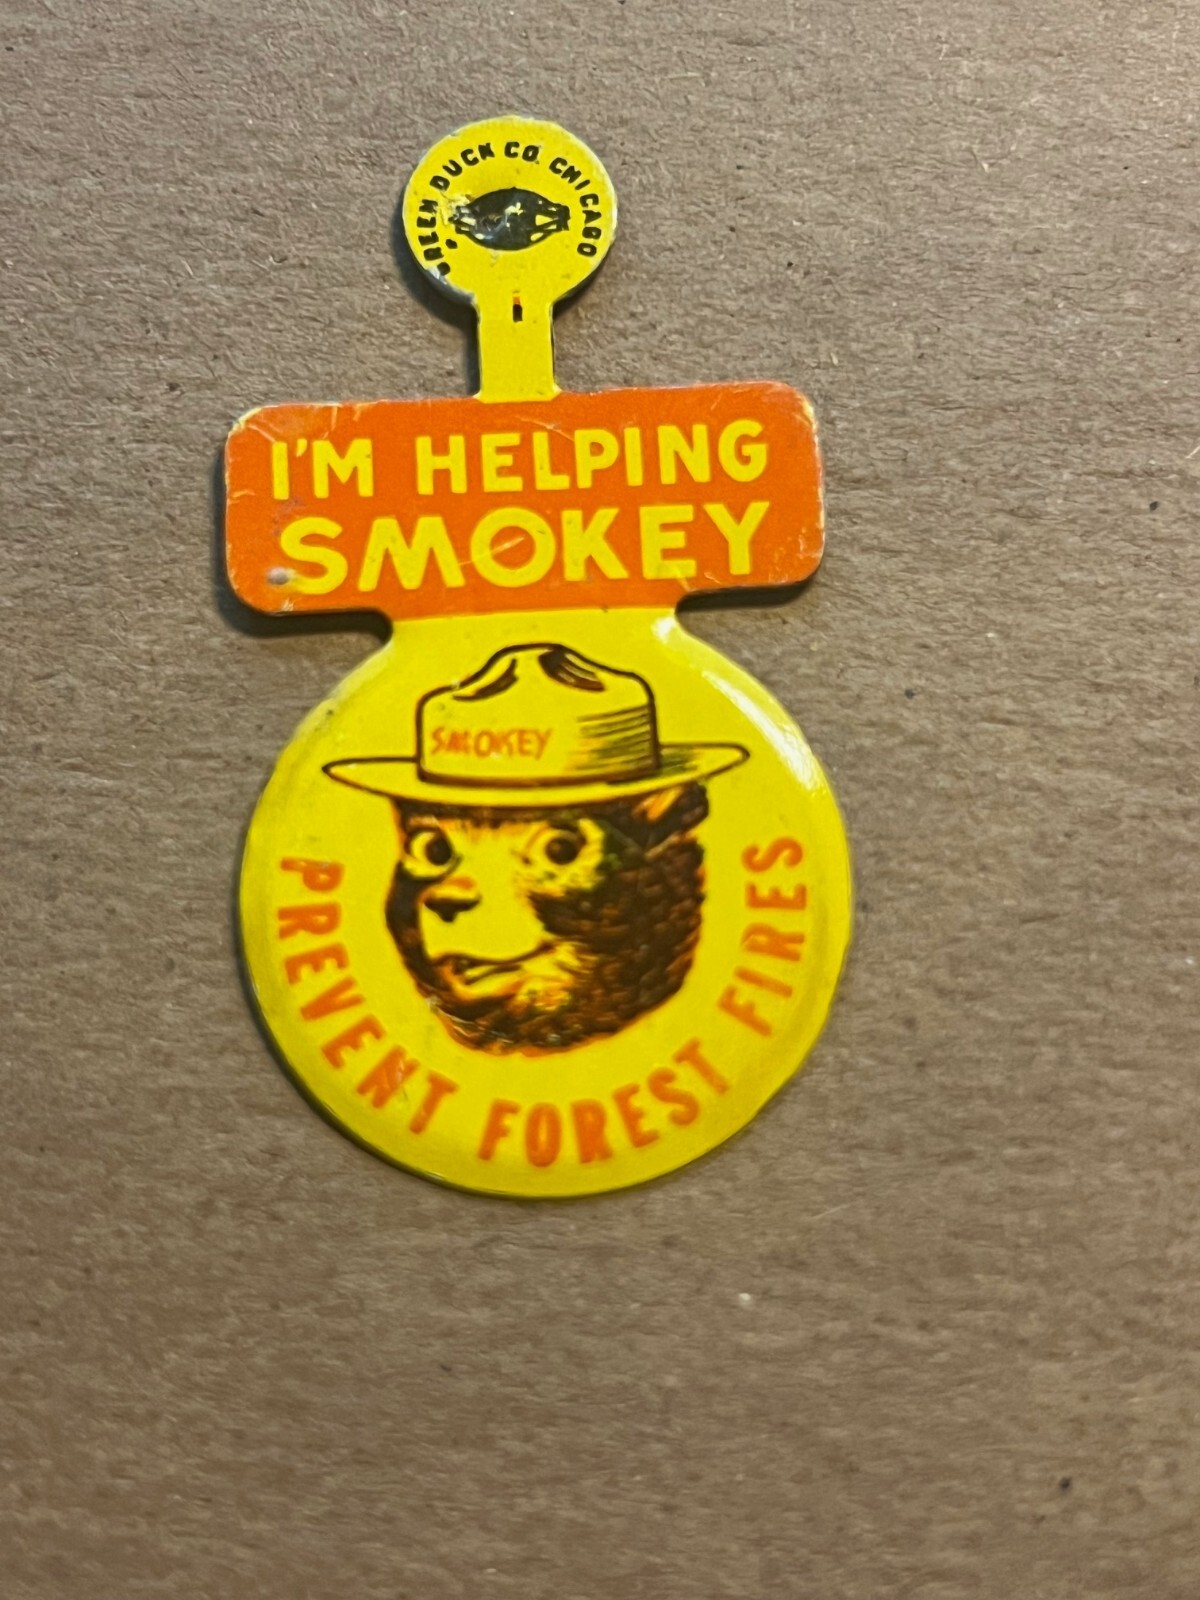 GREEN DUCK CO. CHICAGO
I'M HELPING
SMOKEY
SMOKEY
PREVENT FOREST FIRES